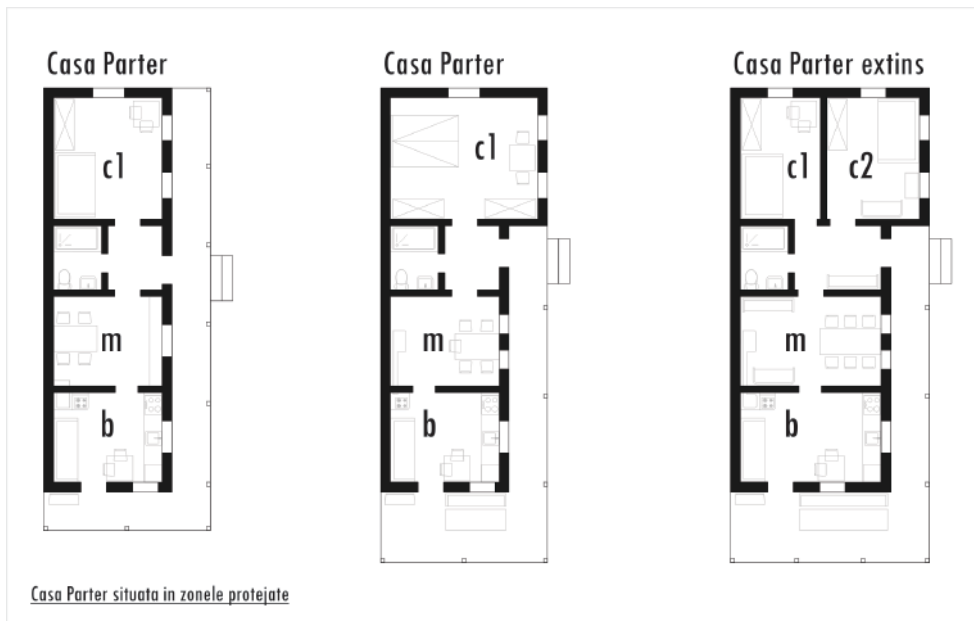 Casa Parter
Casa Parter
Casa Parter extins
c1
c1
c1
c2
m
m
m
b
b
b
Casa Parter situata in zonele protejate